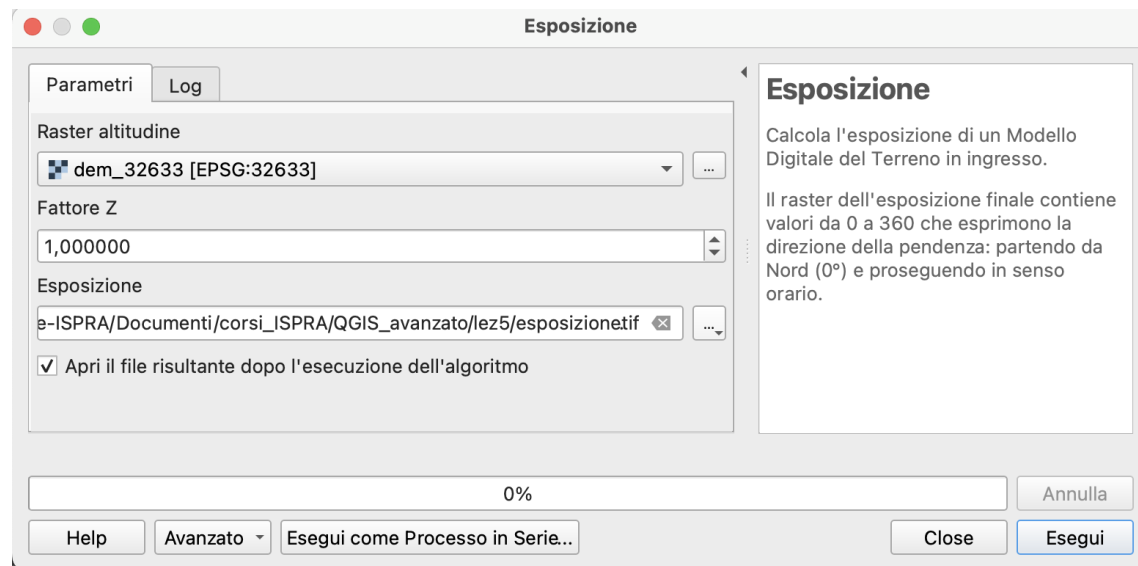 Esposizione
Parametri
Log
Raster altitudine
dem_32633 [EPSG:32633]
...
Fattore Z
1,000000
Esposizione
e-ISPRA/Documenti/corsi_ISPRA/QGIS_avanzato/lez5/esposizione.tif
...
Apri il file risultante dopo l'esecuzione dell'algoritmo
Esposizione
Calcola l'esposizione di un Modello
Digitale del Terreno in ingresso.
Il raster dell'esposizione finale contiene
valori da 0 a 360 che esprimono la
direzione della pendenza: partendo da
Nord (0°) e proseguendo in senso
orario.
0%
Annulla
Help
Avanzato
Esegui come Processo in Serie...
Close
Esegui